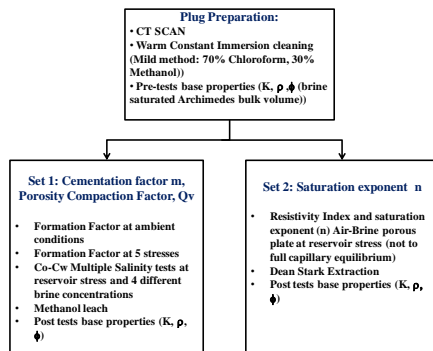 Plug Preparation:
• CT SCAN
• Warm Constant Immersion cleaning
(Mild method: 70% Chloroform, 30%
Methanol))
• Pre-tests base properties (K, ρ ,ϕ (brine
saturated Archimedes bulk volume))
Set 1: Cementation factor m,
Porosity Compaction Factor, Qv
• Formation Factor at ambient
conditions
• Formation Factor at 5 stresses
• Co-Cw Multiple Salinity tests at
reservoir stress and 4 different
brine concentrations
• Methanol leach
• Post tests base properties (K, ρ,
ϕ)
Set 2: Saturation exponent n
• Resistivity Index and saturation
exponent (n) Air-Brine porous
plate at reservoir stress (not to
full capillary equilibrium)
• Dean Stark Extraction
• Post tests base properties (K, ρ,
ϕ)